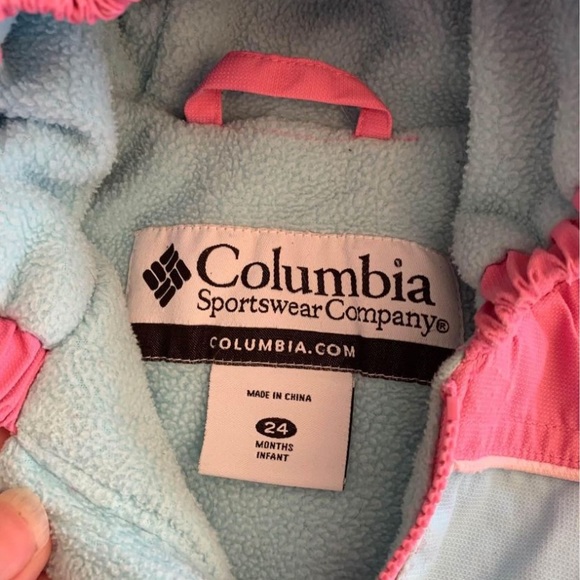 Columbia
Sportswear Company®
COLUMBIA.COM
MADE IN CHINA
24
MONTHS
INFANT